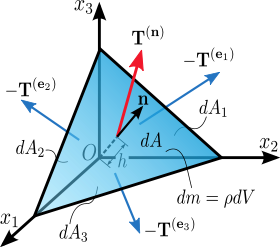 x₃
T⁽ⁿ⁾
−T⁽ᵉ²⁾
−T⁽ᵉ¹⁾
n
dA₁
dA₂
O
h
dA
x₂
dm = ρdV
x₁
dA₃
−T⁽ᵉ³⁾